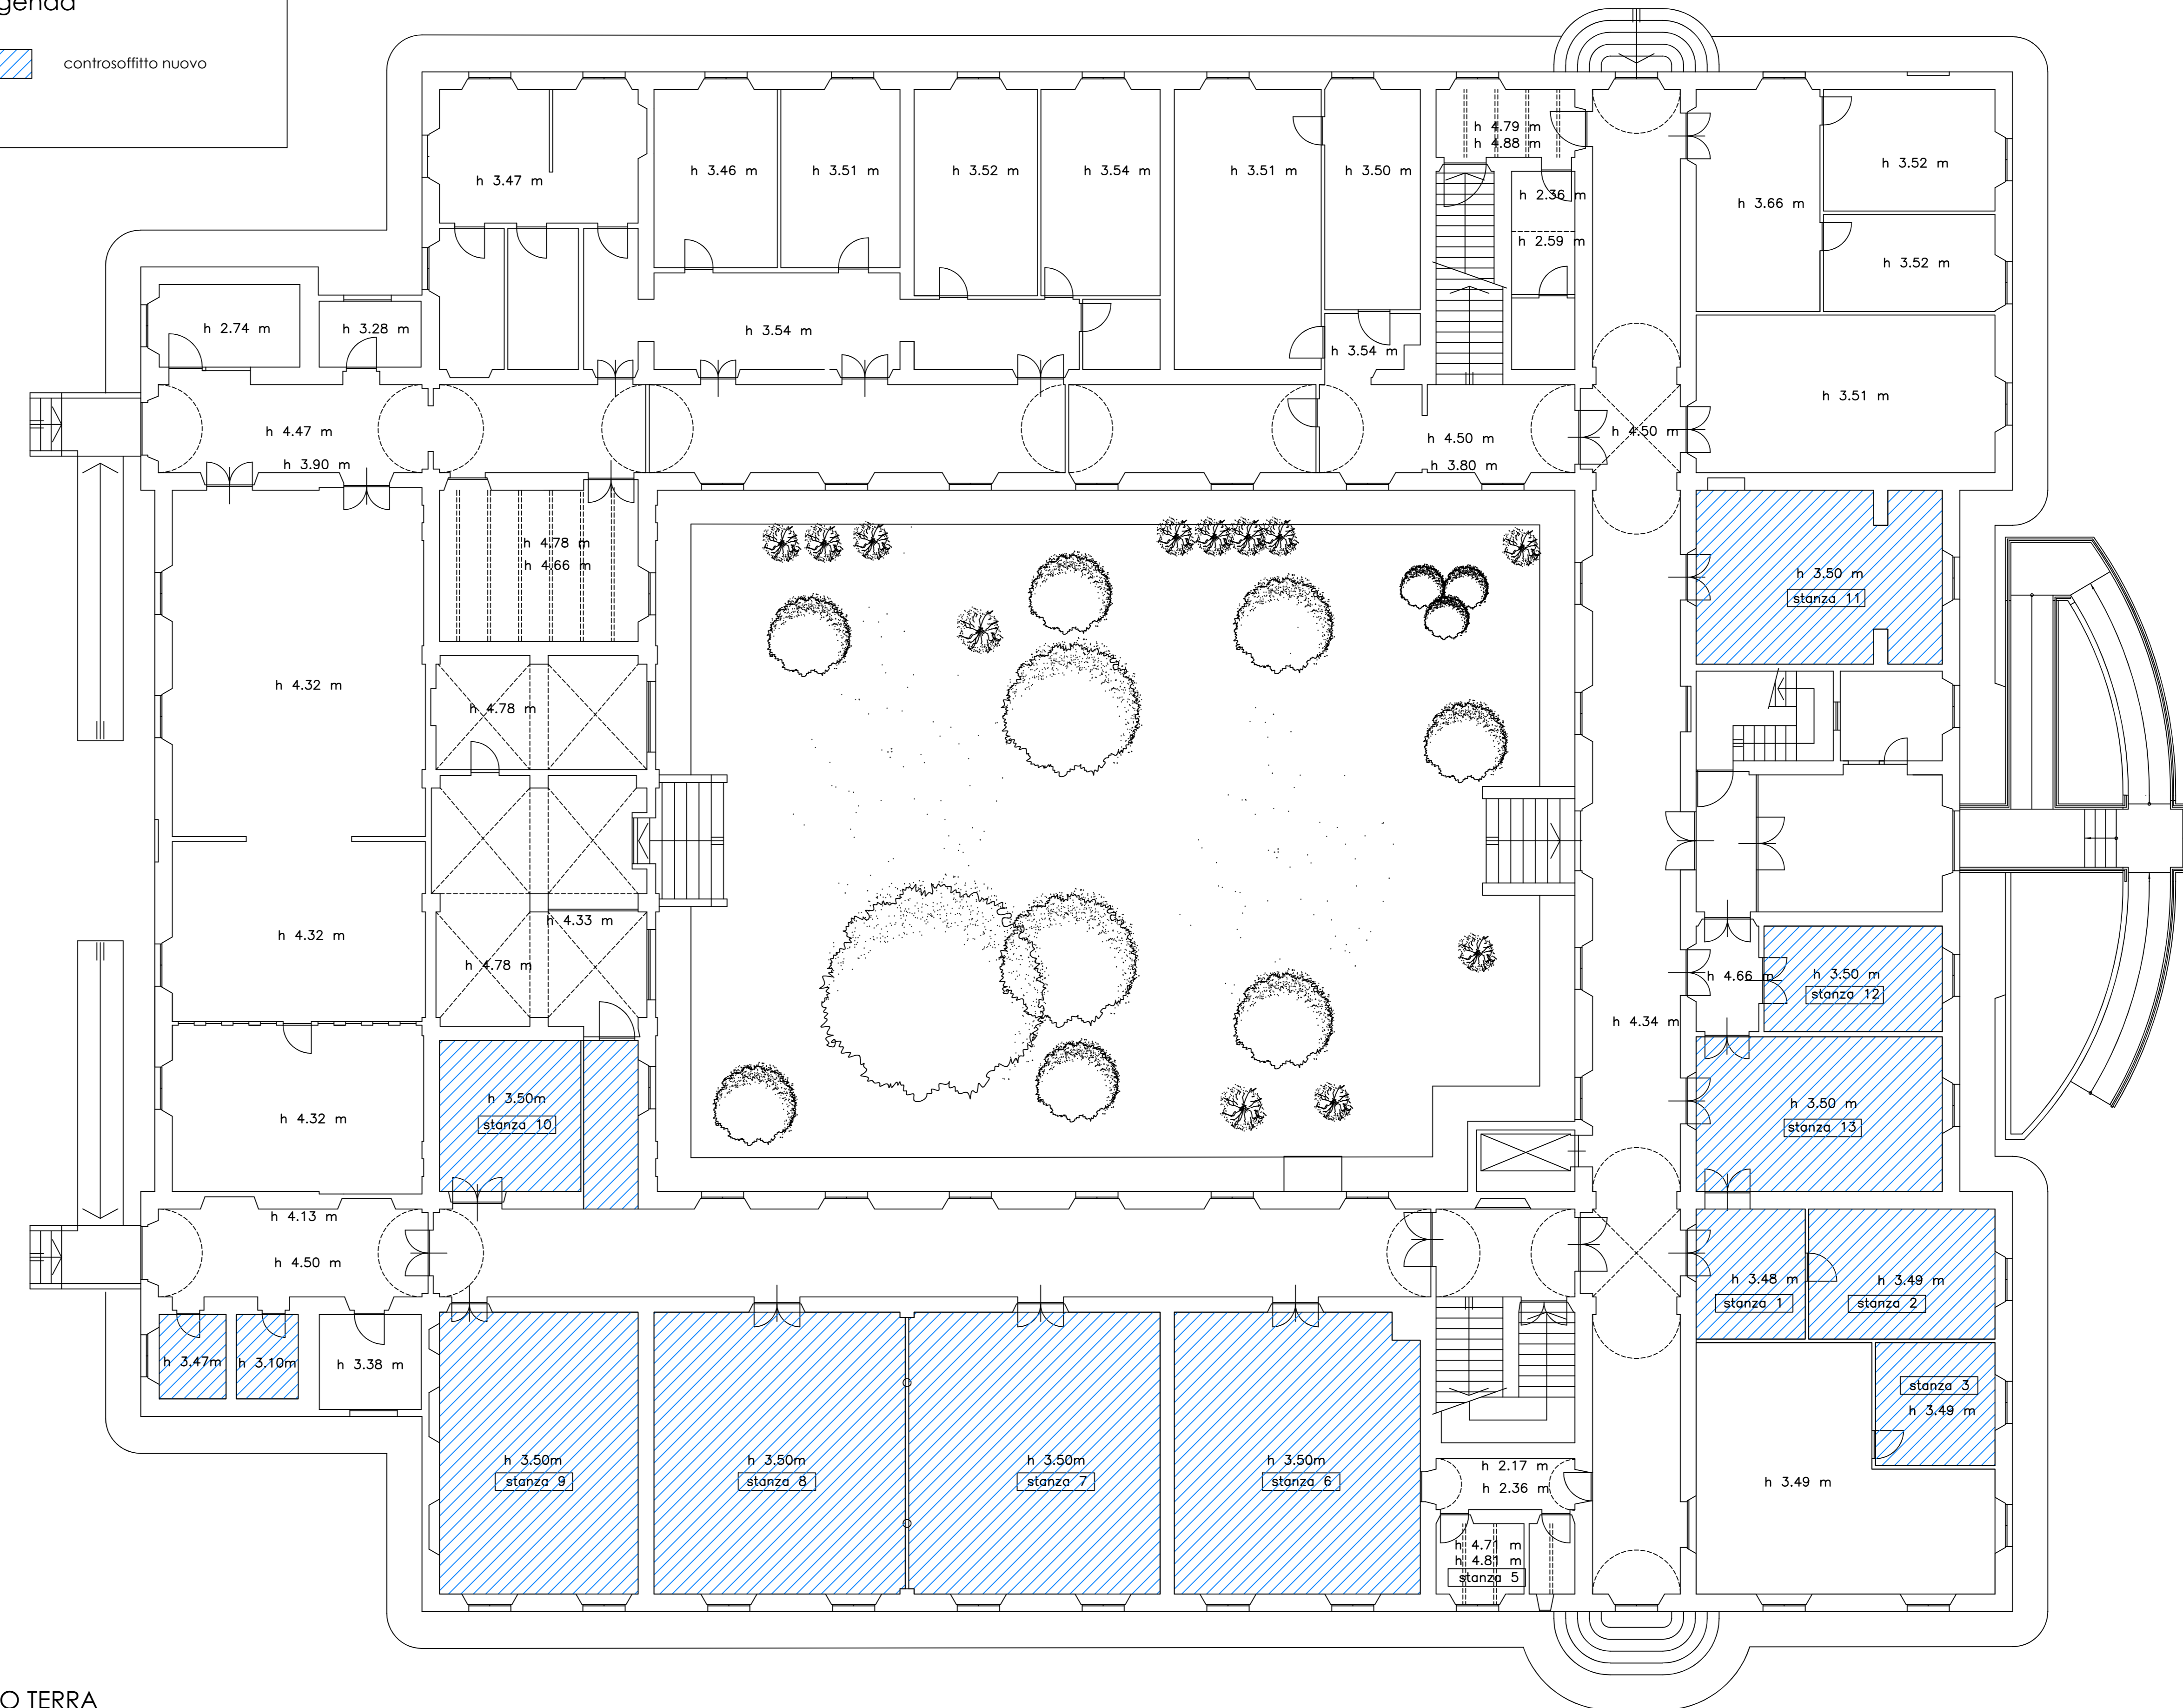 genda
controsoffitto nuovo
h 4.79 m
h 4.88 m
h 3.47 m
h 3.46 m
h 3.51 m
h 3.52 m
h 3.54 m
h 3.51 m
h 3.50 m
h 2.36 m
h 2.59 m
h 3.66 m
h 3.52 m
h 3.52 m
h 2.74 m
h 3.28 m
h 3.54 m
h 3.54 m
h 3.51 m
h 4.47 m
h 3.90 m
h 4.50 m
h 3.80 m
h 4.50 m
h 4.78 m
h 4.66 m
h 3.50 m
stanza 11
h 4.32 m
h 4.78 m
h 4.32 m
h 4.33 m
h 4.78 m
h 4.66 m
h 3.50 m
stanza 12
h 4.34 m
h 4.32 m
h 3.50m
stanza 10
h 3.50 m
stanza 13
h 4.13 m
h 4.50 m
h 3.48 m
stanza 1
h 3.49 m
stanza 2
h 3.47m
h 3.10m
h 3.38 m
stanza 3
h 3.49 m
h 3.50m
stanza 9
h 3.50m
stanza 8
h 3.50m
stanza 7
h 3.50m
stanza 6
h 2.17 m
h 2.36 m
h 3.49 m
h 4.71 m
h 4.81 m
stanza 5
O TERRA